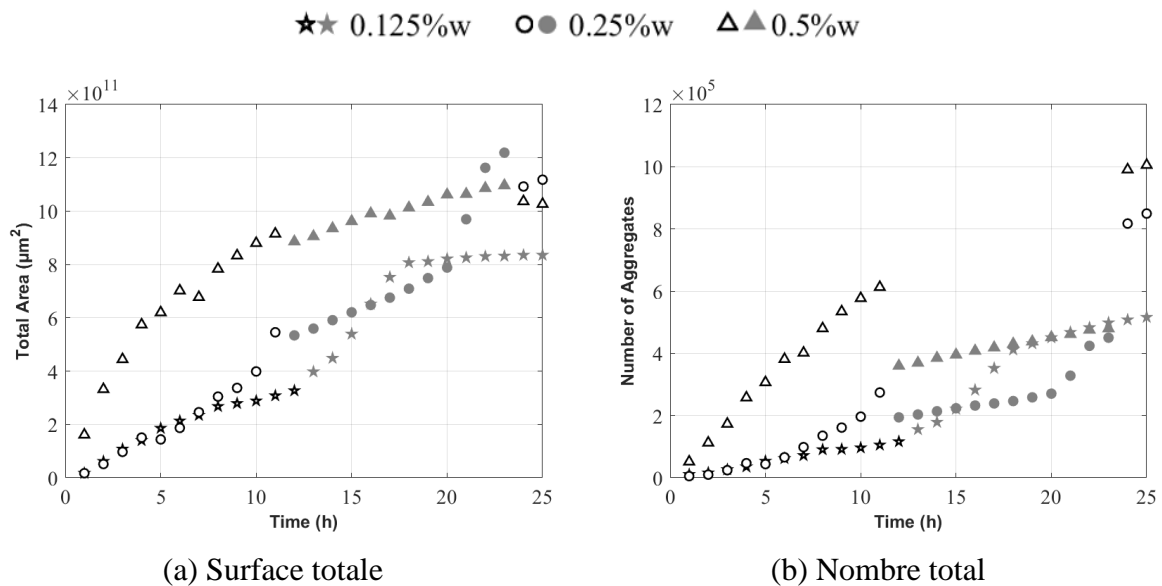 0.125%w 0.25%w 0.5%w
×10¹¹
14
12
10
8
6
4
2
0
Total Area (µm²)
0 5 10 15 20 25
Time (h)
(a) Surface totale
×10⁵
12
10
8
6
4
2
0
Number of Aggregates
0 5 10 15 20 25
Time (h)
(b) Nombre total